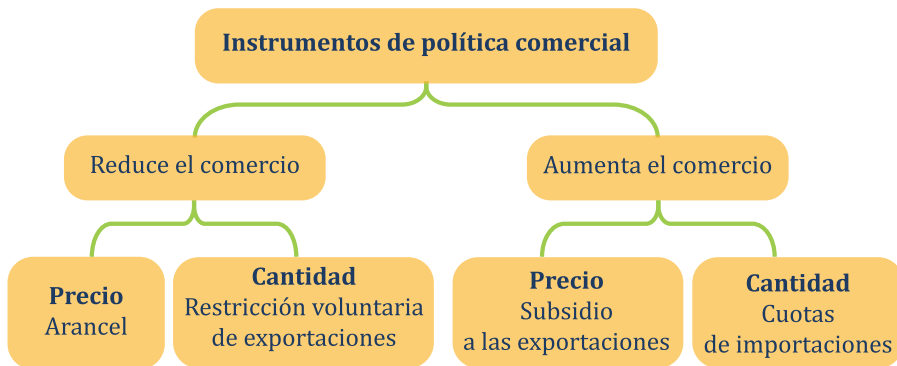 Instrumentos de política comercial
Reduce el comercio
Aumenta el comercio
Precio
Arancel
Cantidad
Restricción voluntaria
de exportaciones
Precio
Subsidio
a las exportaciones
Cantidad
Cuotas
de importaciones